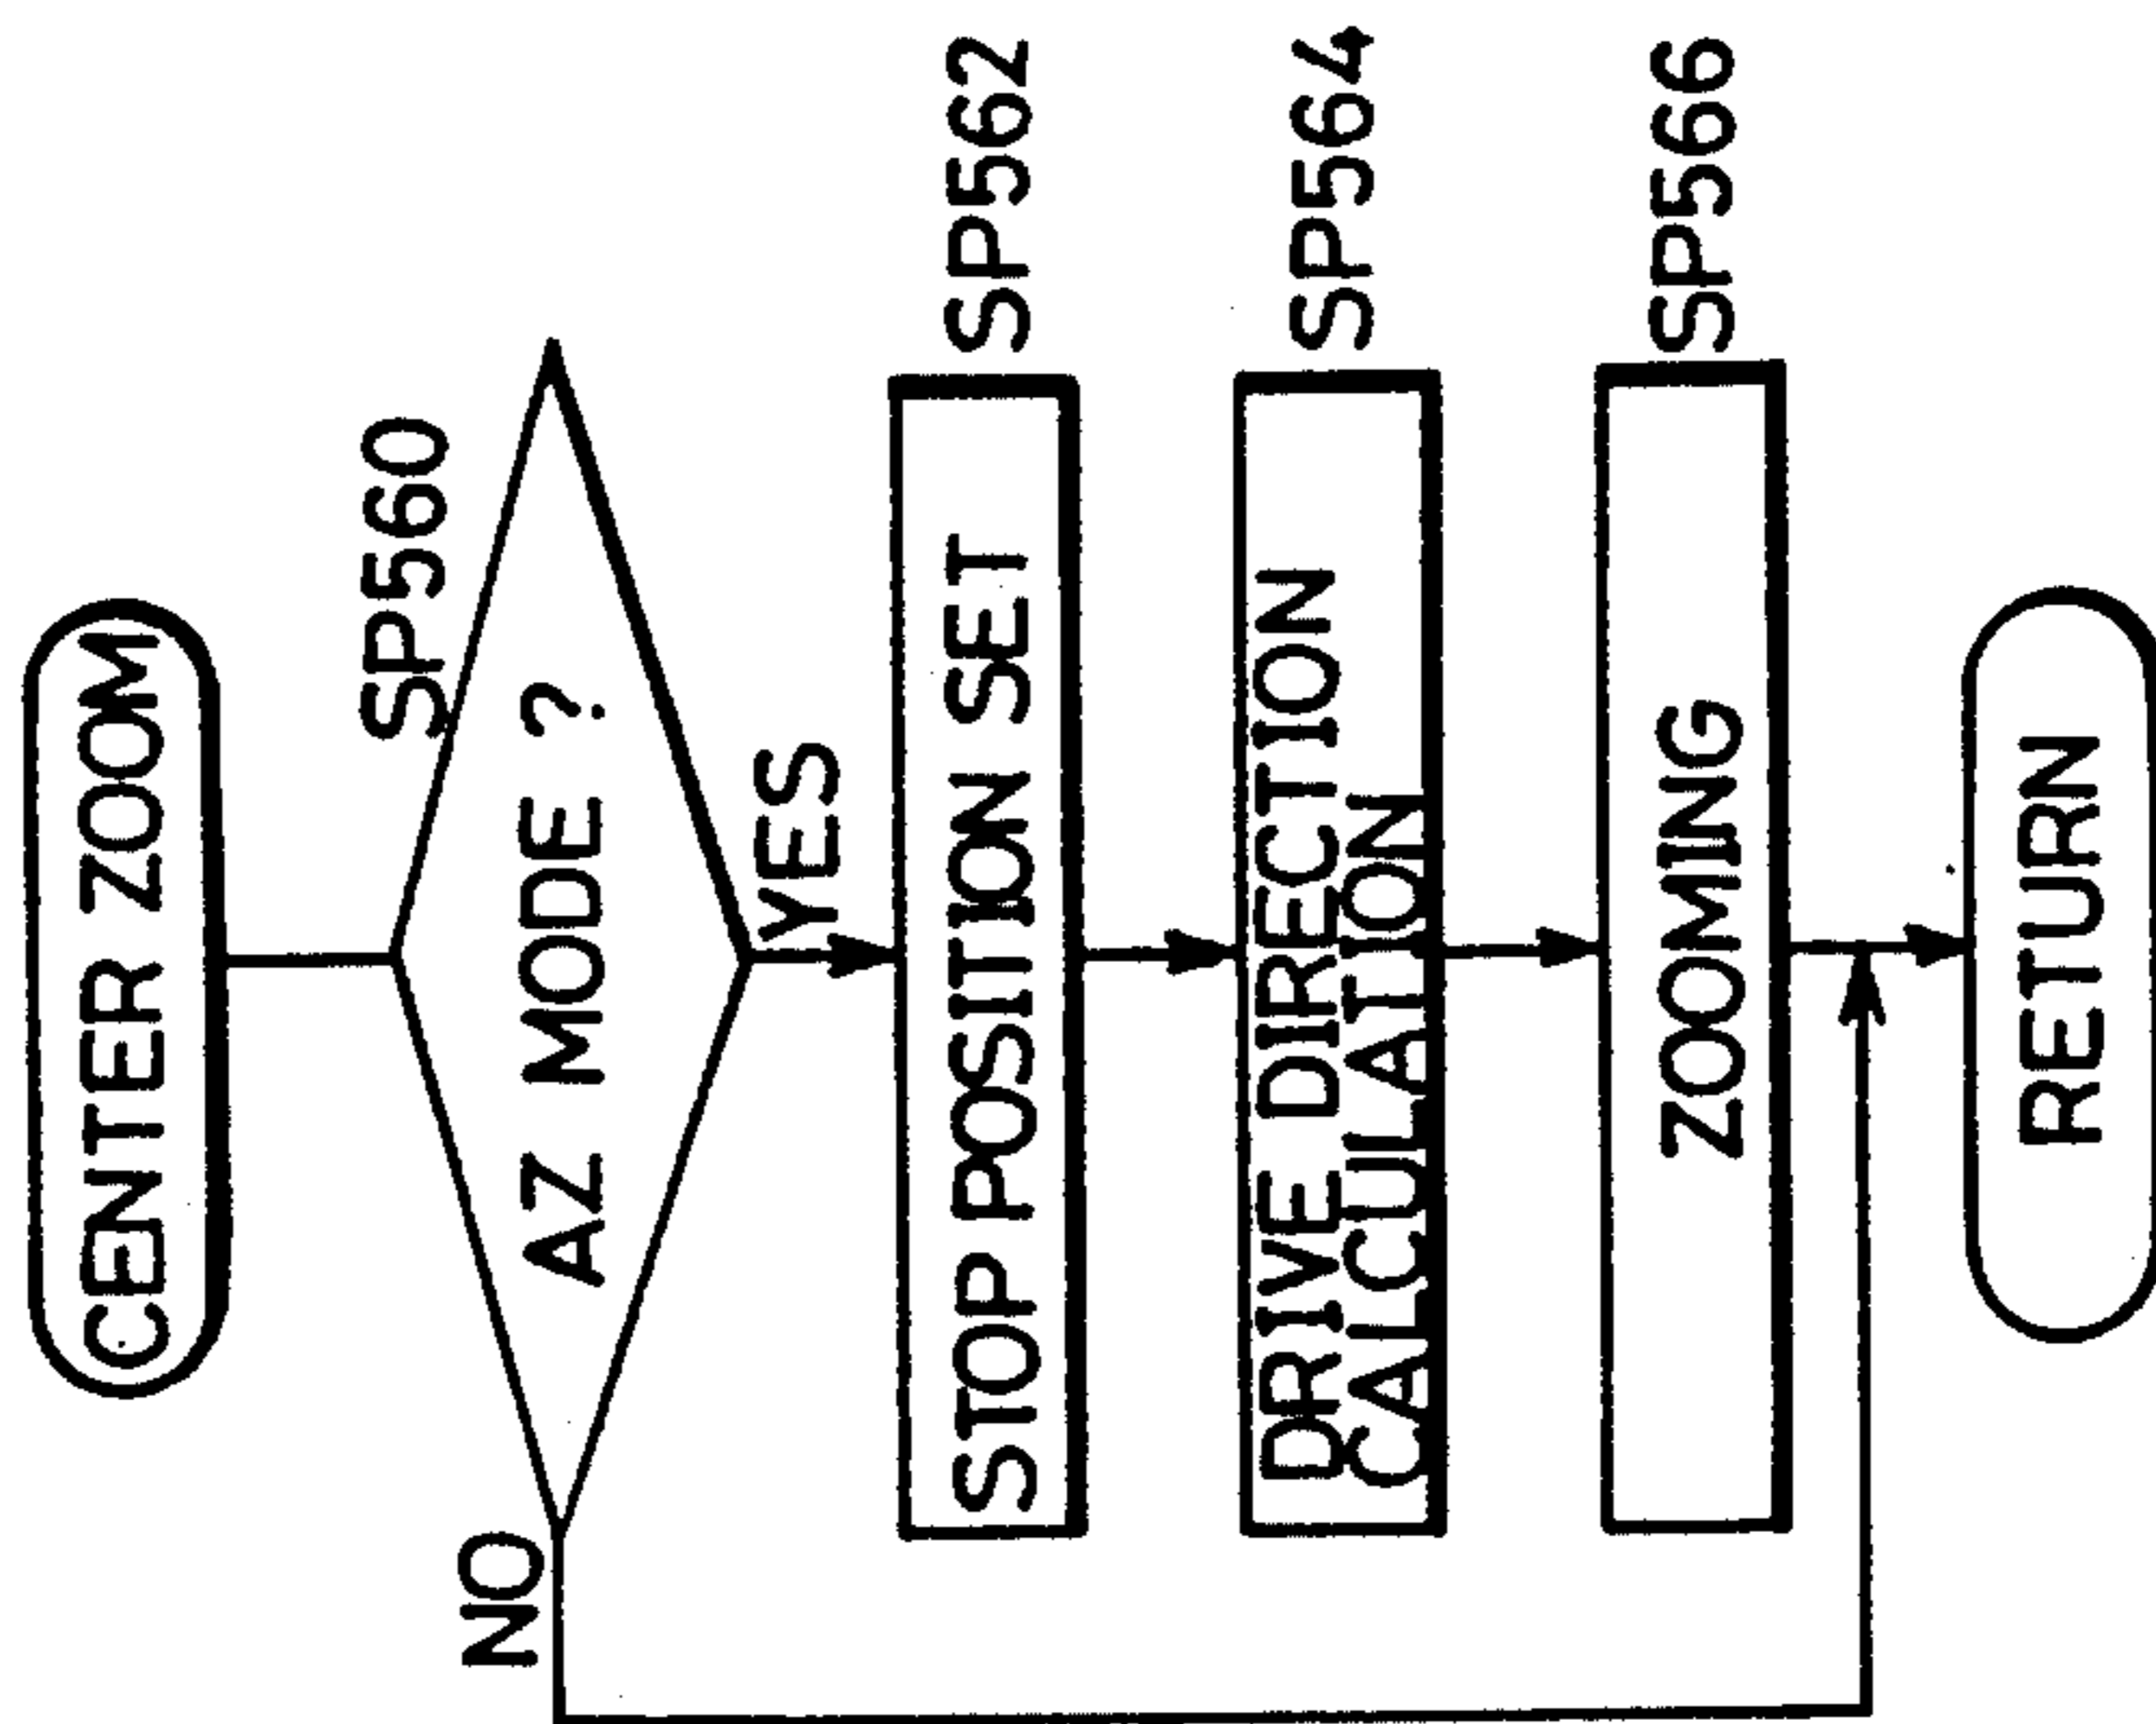 CENTER ZOOM
SP560
AZ MODE ?
NO
YES
STOP POSITION SET
SP562
DRIVE DIRECTION
CALCULATION
SP564
ZOOMING
SP566
RETURN